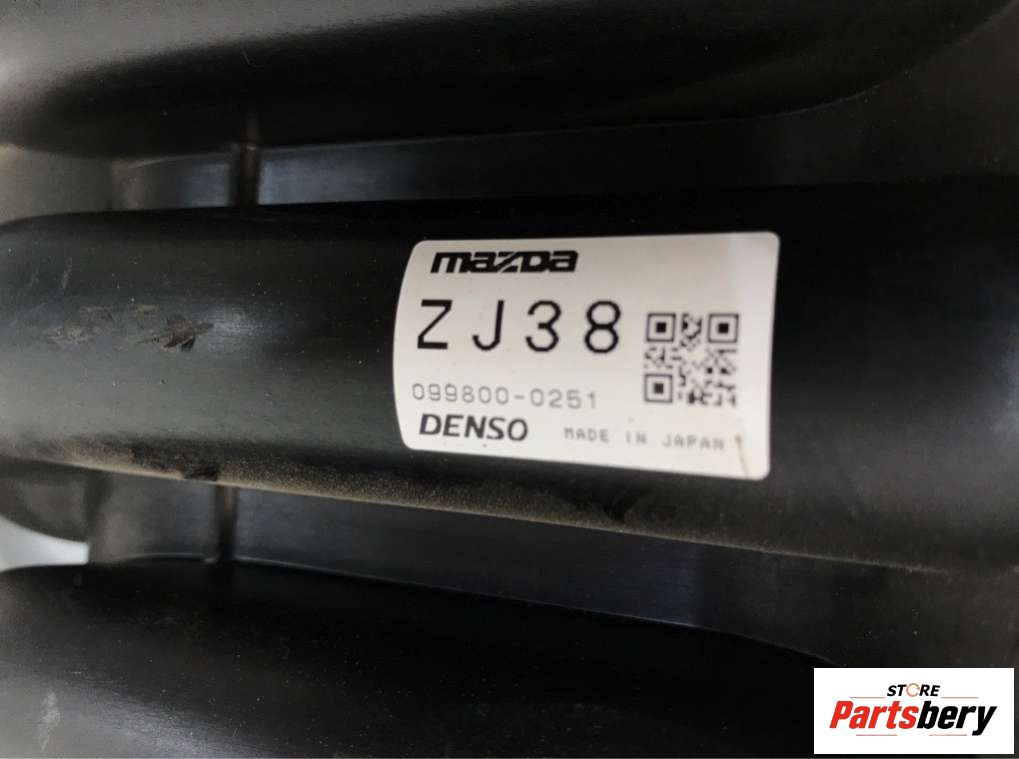 mazda
ZJ38
099800-0251
DENSO MADE IN JAPAN
STORE
Partsbery